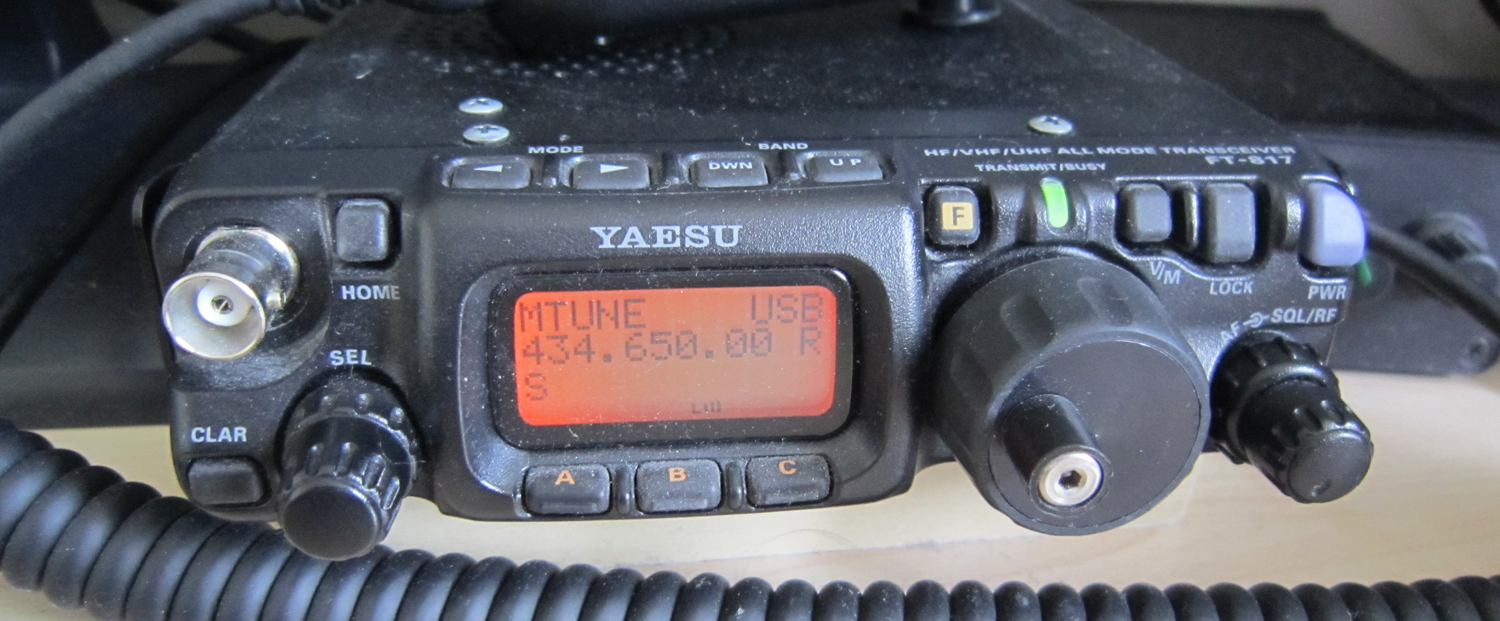 MODE BAND
DWN UP
HF/VHF/UHF ALL MODE TRANSCEIVER
FT-817
TRANSMIT/BUSY
F
YAESU
HOME
V/M
LOCK
PWR
MTUNE USB
434.650.00 R
S
AF SQL/RF
SEL
CLAR
A B C